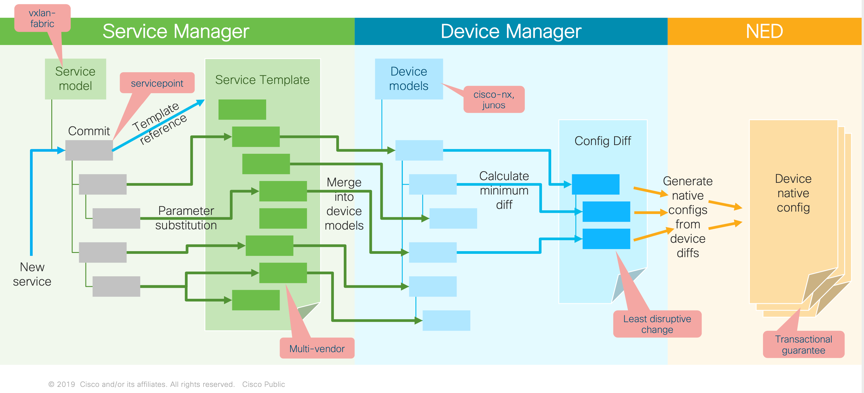 vxlan-
fabric
Service Manager
Device Manager
NED
Service
model
servicepoint
Service Template
Device
models
cisco-nx,
junos
Template
reference
Commit
Config Diff
Parameter
substitution
Merge
into
device
models
Calculate
minimum
diff
Generate
native
configs
from
device
diffs
Device
native
config
New
service
Multi-vendor
Least disruptive
change
Transactional
guarantee
© 2019 Cisco and/or its affiliates. All rights reserved. Cisco Public